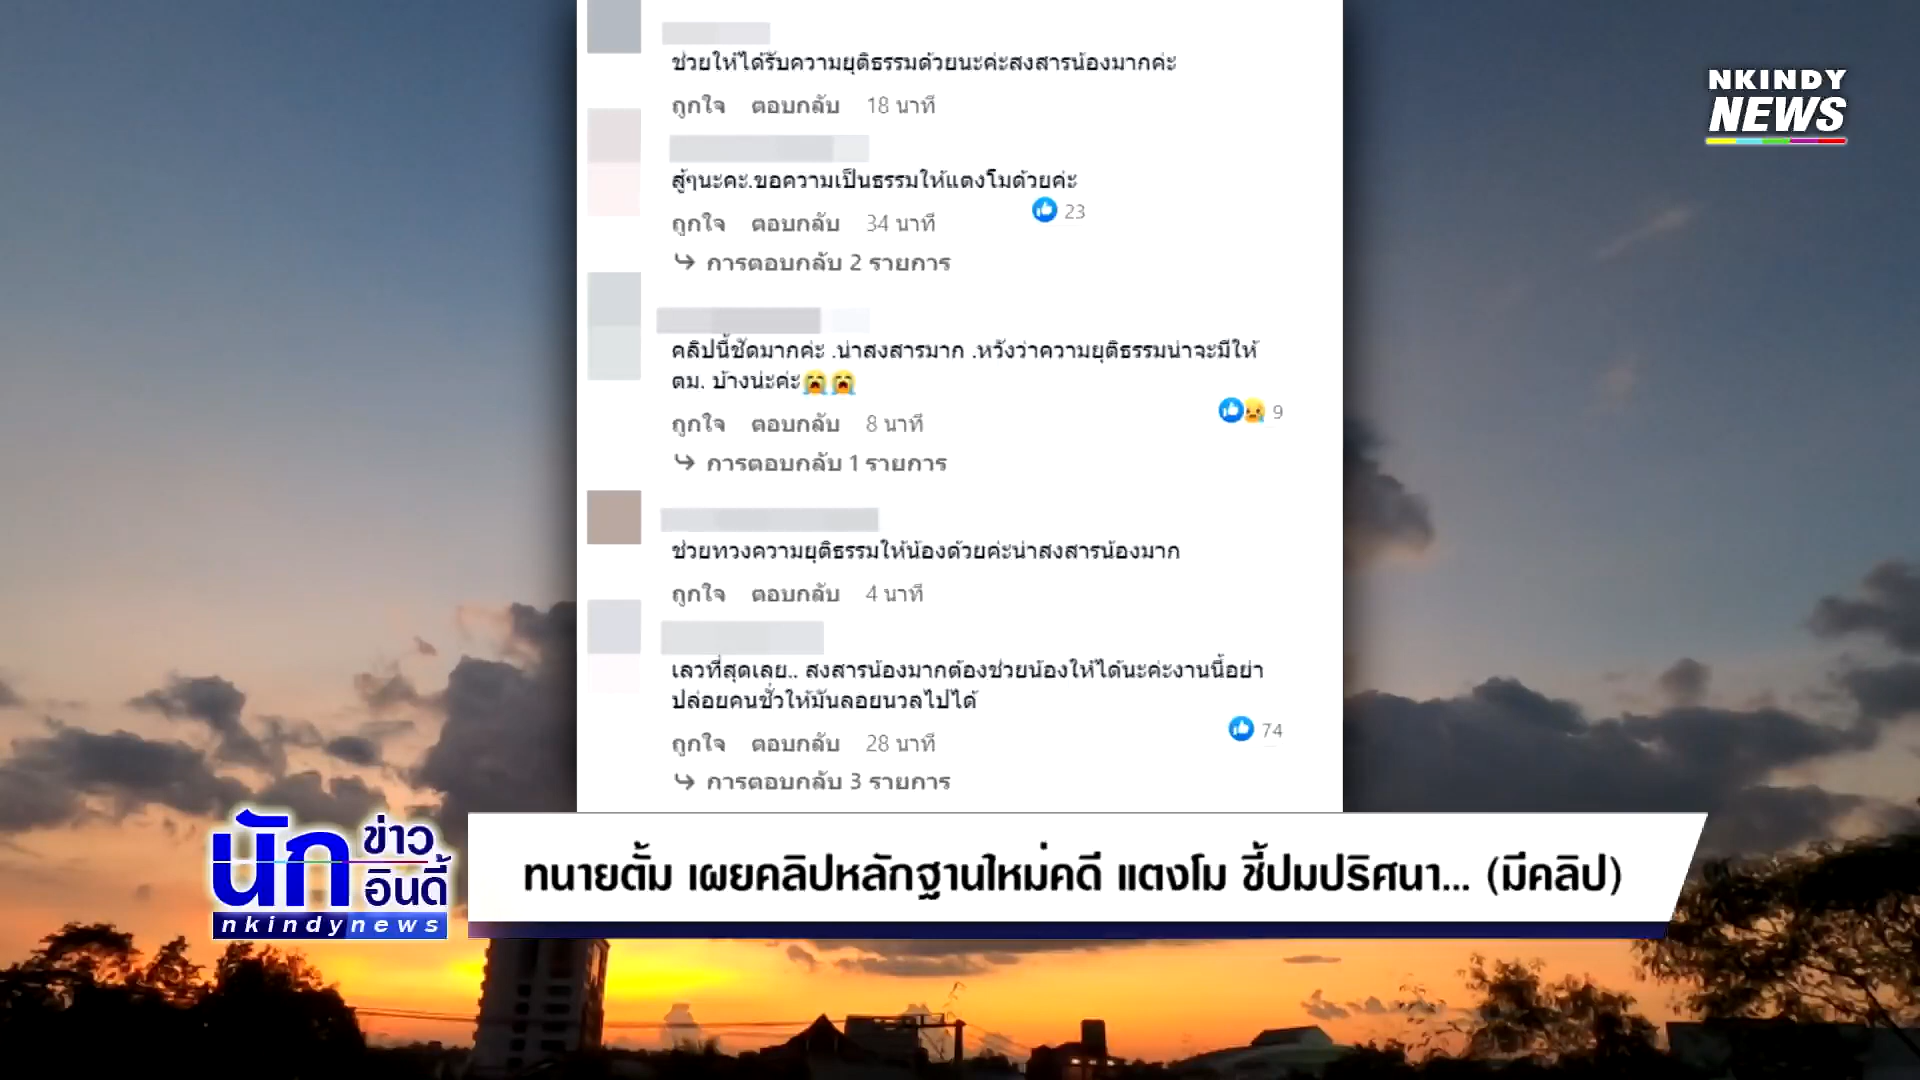 ช่วยให้ได้รับความยุติธรรมด้วยนะค่ะสงสารน้องมากค่ะ
ถูกใจ ตอบกลับ 18 นาที
สู้ๆนะคะ.ขอความเป็นธรรมให้แตงโมด้วยค่ะ
23
ถูกใจ ตอบกลับ 34 นาที
การตอบกลับ 2 รายการ
คลิปนี้ชัดมากค่ะ .น่าสงสารมาก .หวังว่าความยุติธรรมน่าจะมีให้
ตม. บ้างน่ะค่ะ😭😭
9
ถูกใจ ตอบกลับ 8 นาที
การตอบกลับ 1 รายการ
ช่วยทวงความยุติธรรมให้น้องด้วยค่ะน่าสงสารน้องมาก
ถูกใจ ตอบกลับ 4 นาที
เลวที่สุดเลย.. สงสารน้องมากต้องช่วยน้องให้ได้นะค่ะงานนี้อย่า
ปล่อยคนชั่วให้มันลอยนวลไปได้
74
ถูกใจ ตอบกลับ 28 นาที
การตอบกลับ 3 รายการ
NKINDY
NEWS
นักข่าวอินดี้
nkindynews
ทนายตั้ม เผยคลิปหลักฐานใหม่คดี แตงโม ชี้ปมปริศนา... (มีคลิป)